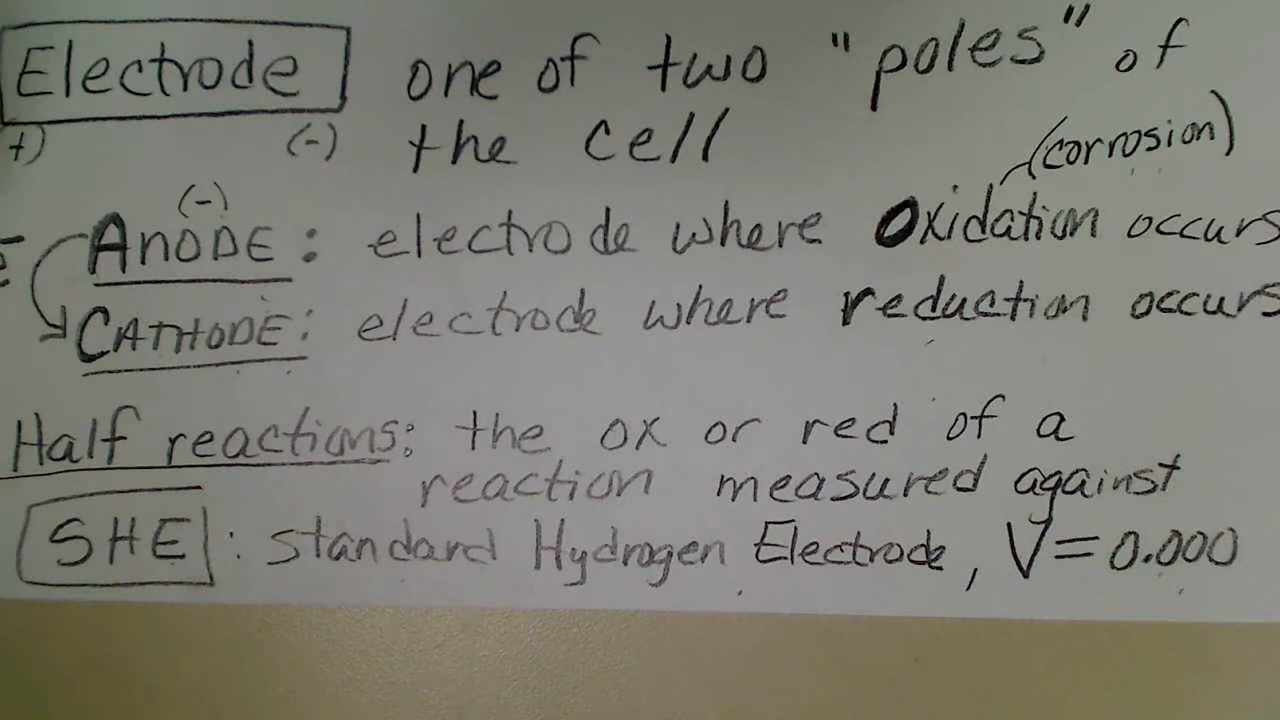 Electrode one of two "poles" of
+) (-) the cell
(corrosion)
(-)
ANODE: electrode where Oxidation occurs
CATHODE: electrode where reduction occurs
Half reactions: the ox or red of a
reaction measured against
SHE: standard Hydrogen Electrode, V=0.000